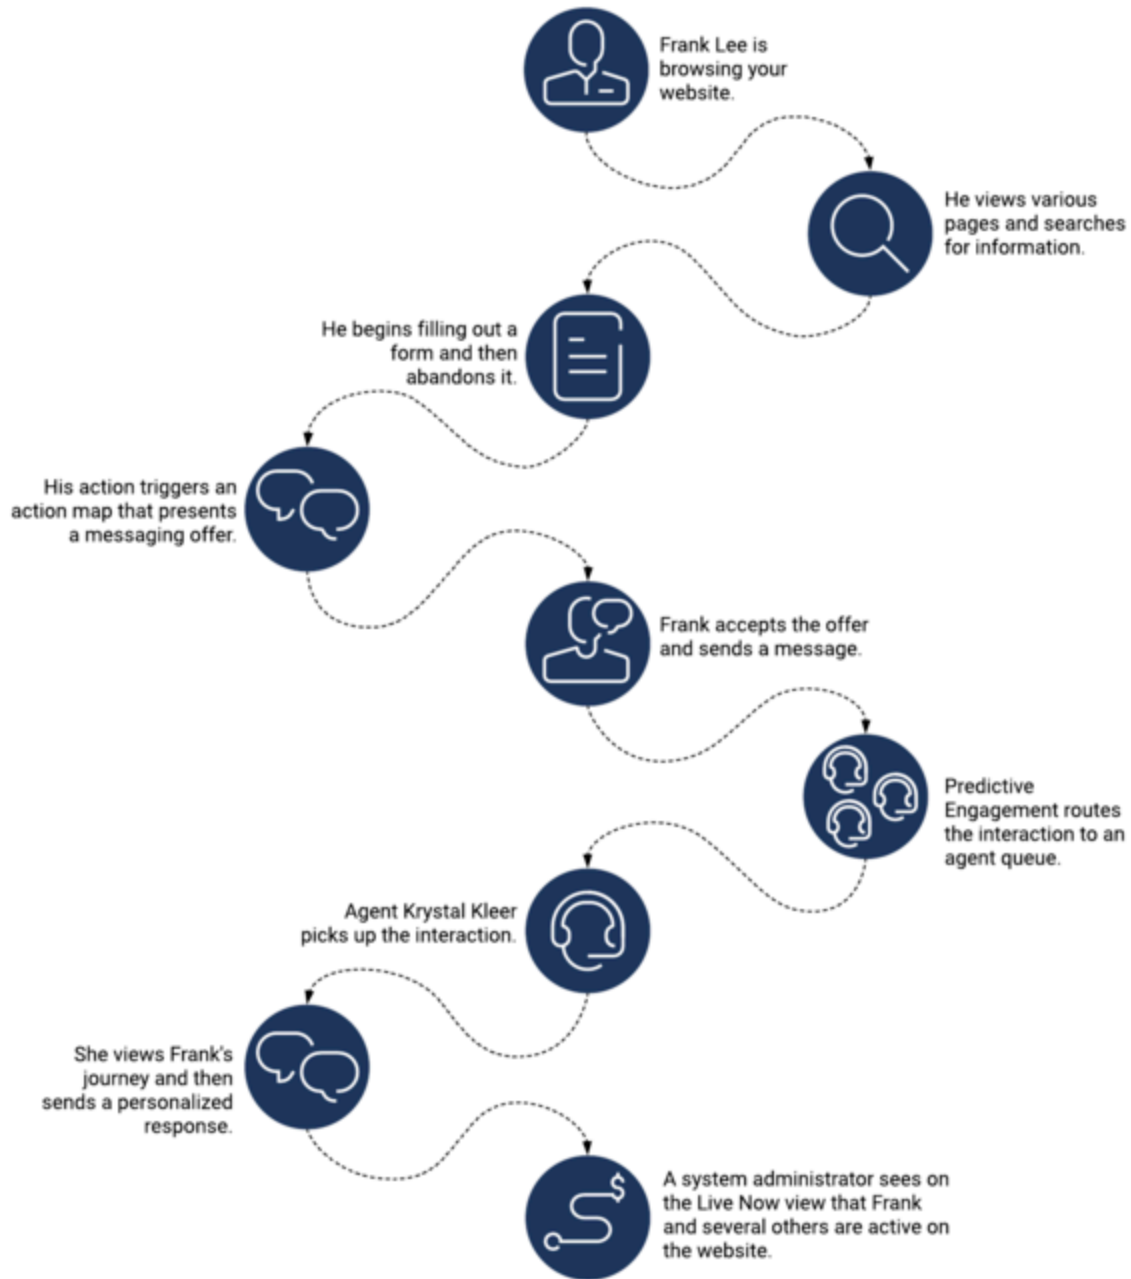 Frank Lee is
browsing your
website.
He views various
pages and searches
for information.
He begins filling out a
form and then
abandons it.
His action triggers an
action map that presents
a messaging offer.
Frank accepts the offer
and sends a message.
Predictive
Engagement routes
the interaction to an
agent queue.
Agent Krystal Kleer
picks up the interaction.
She views Frank's
journey and then
sends a personalized
response.
$
A system administrator sees on
the Live Now view that Frank
and several others are active on
the website.